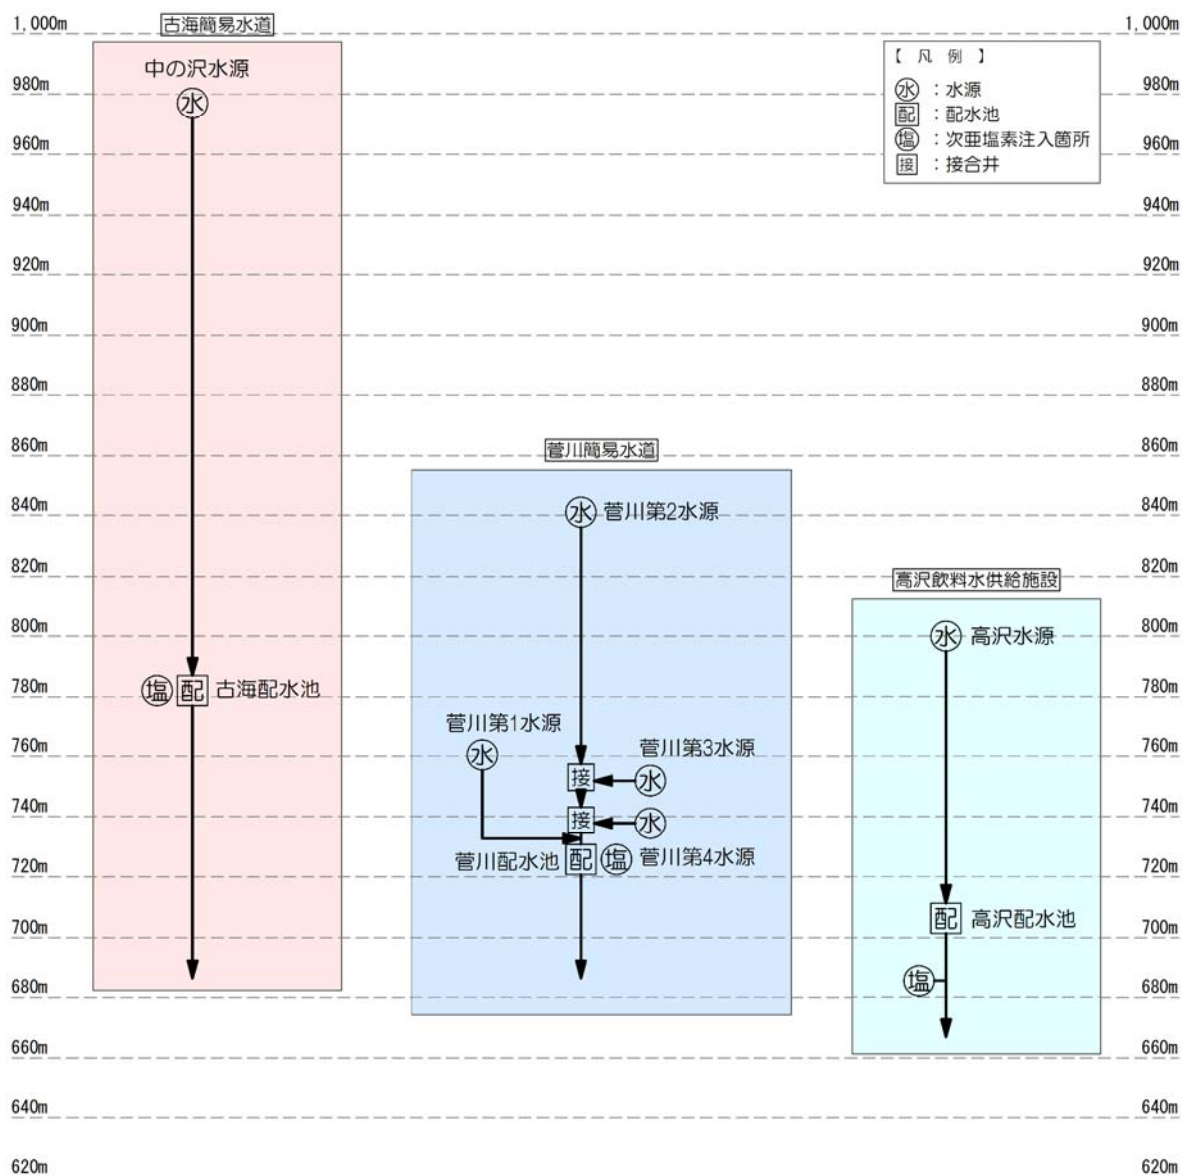 古海簡易水道
1,000m
1,000m
【 凡 例 】
水 ：水源
配 ：配水池
塩 ：次亜塩素注入箇所
接 ：接合井
中の沢水源
980m
980m
水
960m
960m
940m
940m
920m
920m
900m
900m
880m
880m
860m
860m
菅川簡易水道
840m
840m
水 菅川第2水源
820m
820m
高沢飲料水供給施設
800m
800m
水 高沢水源
780m
780m
塩 配 古海配水池
菅川第1水源
760m
760m
水
菅川第3水源
接 水
740m
740m
接 水
菅川配水池 配 塩 菅川第4水源
720m
720m
配 高沢配水池
700m
700m
塩
680m
680m
660m
660m
640m
640m
620m
620m